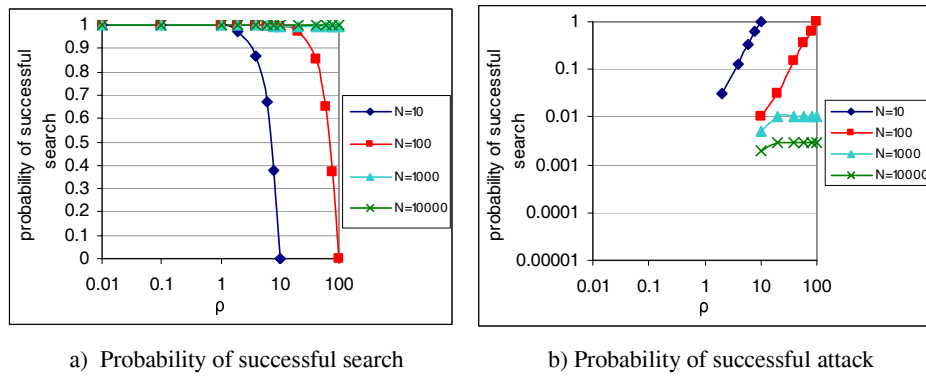 probability of successful
search
1
0.9
0.8
0.7
0.6
0.5
0.4
0.3
0.2
0.1
0
0.01 0.1 1 10 100
ρ
N=10
N=100
N=1000
N=10000
a) Probability of successful search
probability of successful
search
1
0.1
0.01
0.001
0.0001
0.00001
0.01 0.1 1 10 100
ρ
N=10
N=100
N=1000
N=10000
b) Probability of successful attack